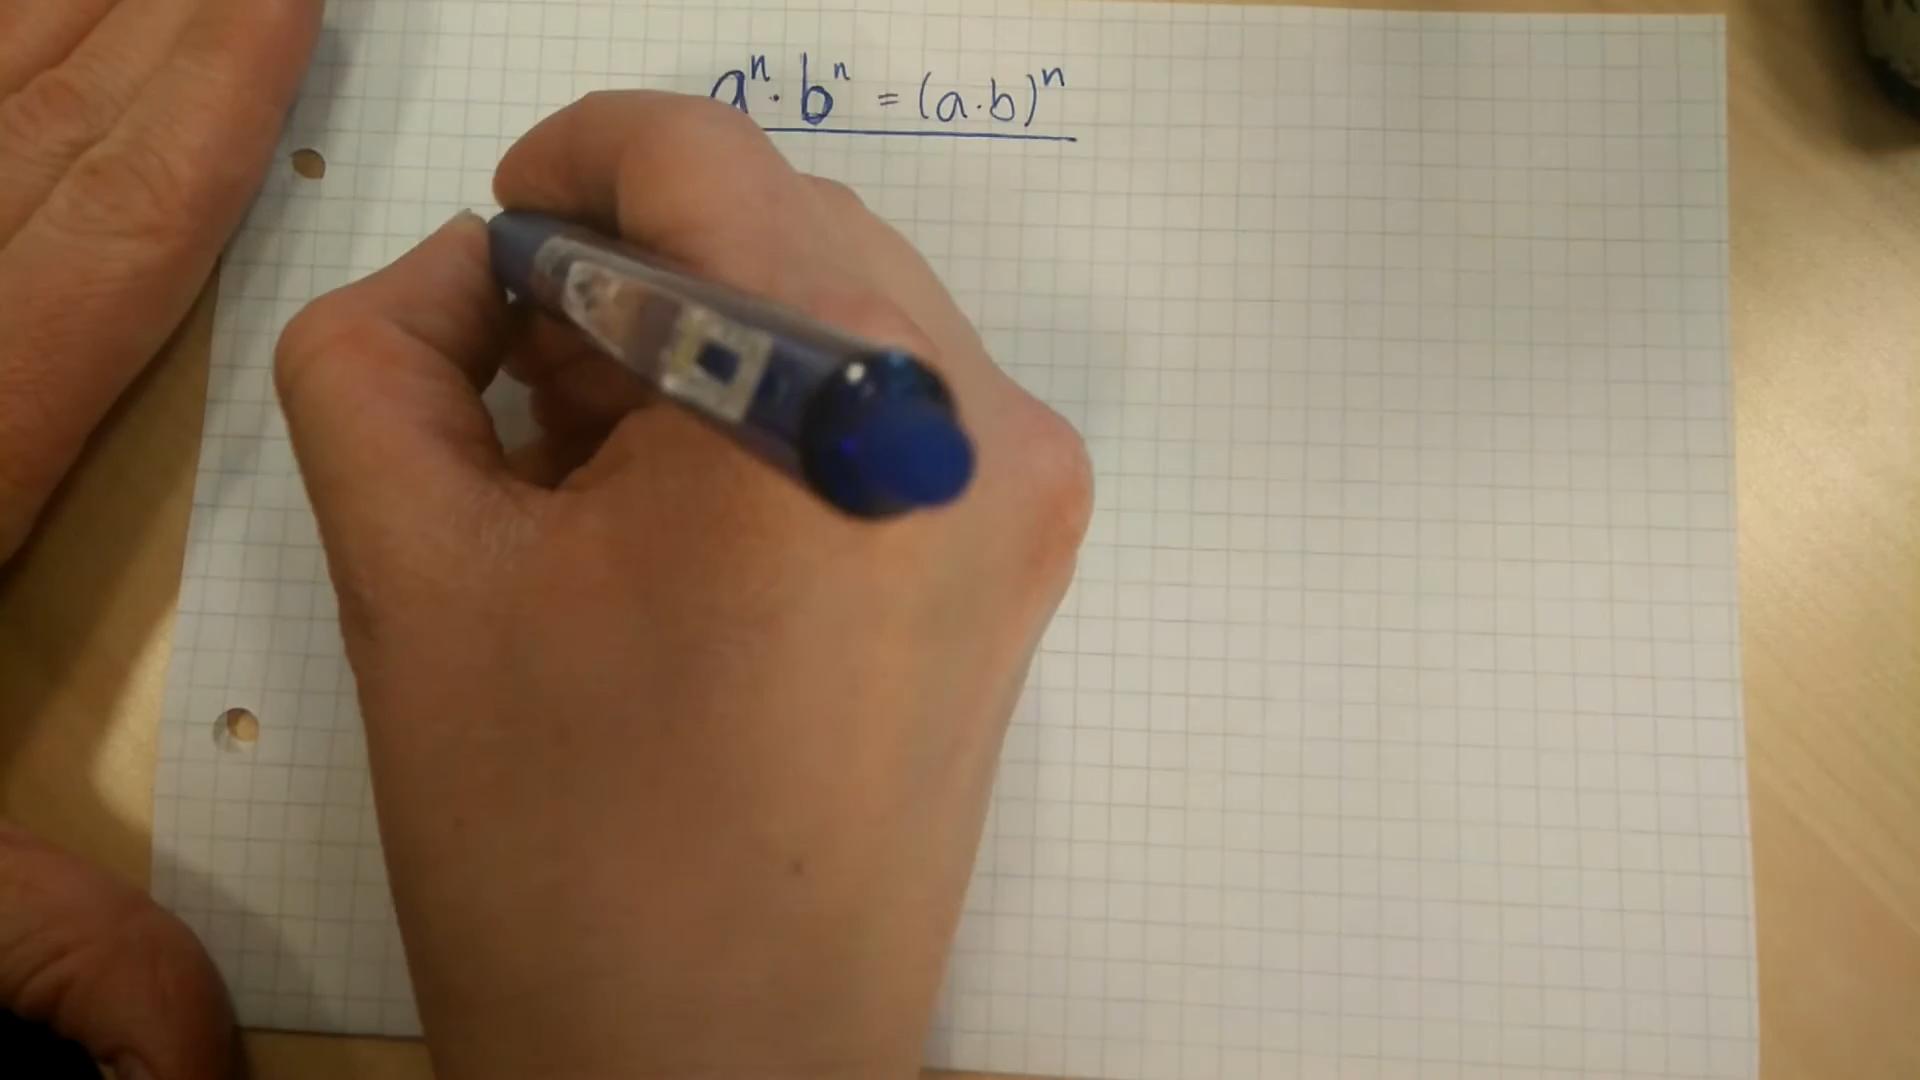 aⁿ · bⁿ = (a·b)ⁿ